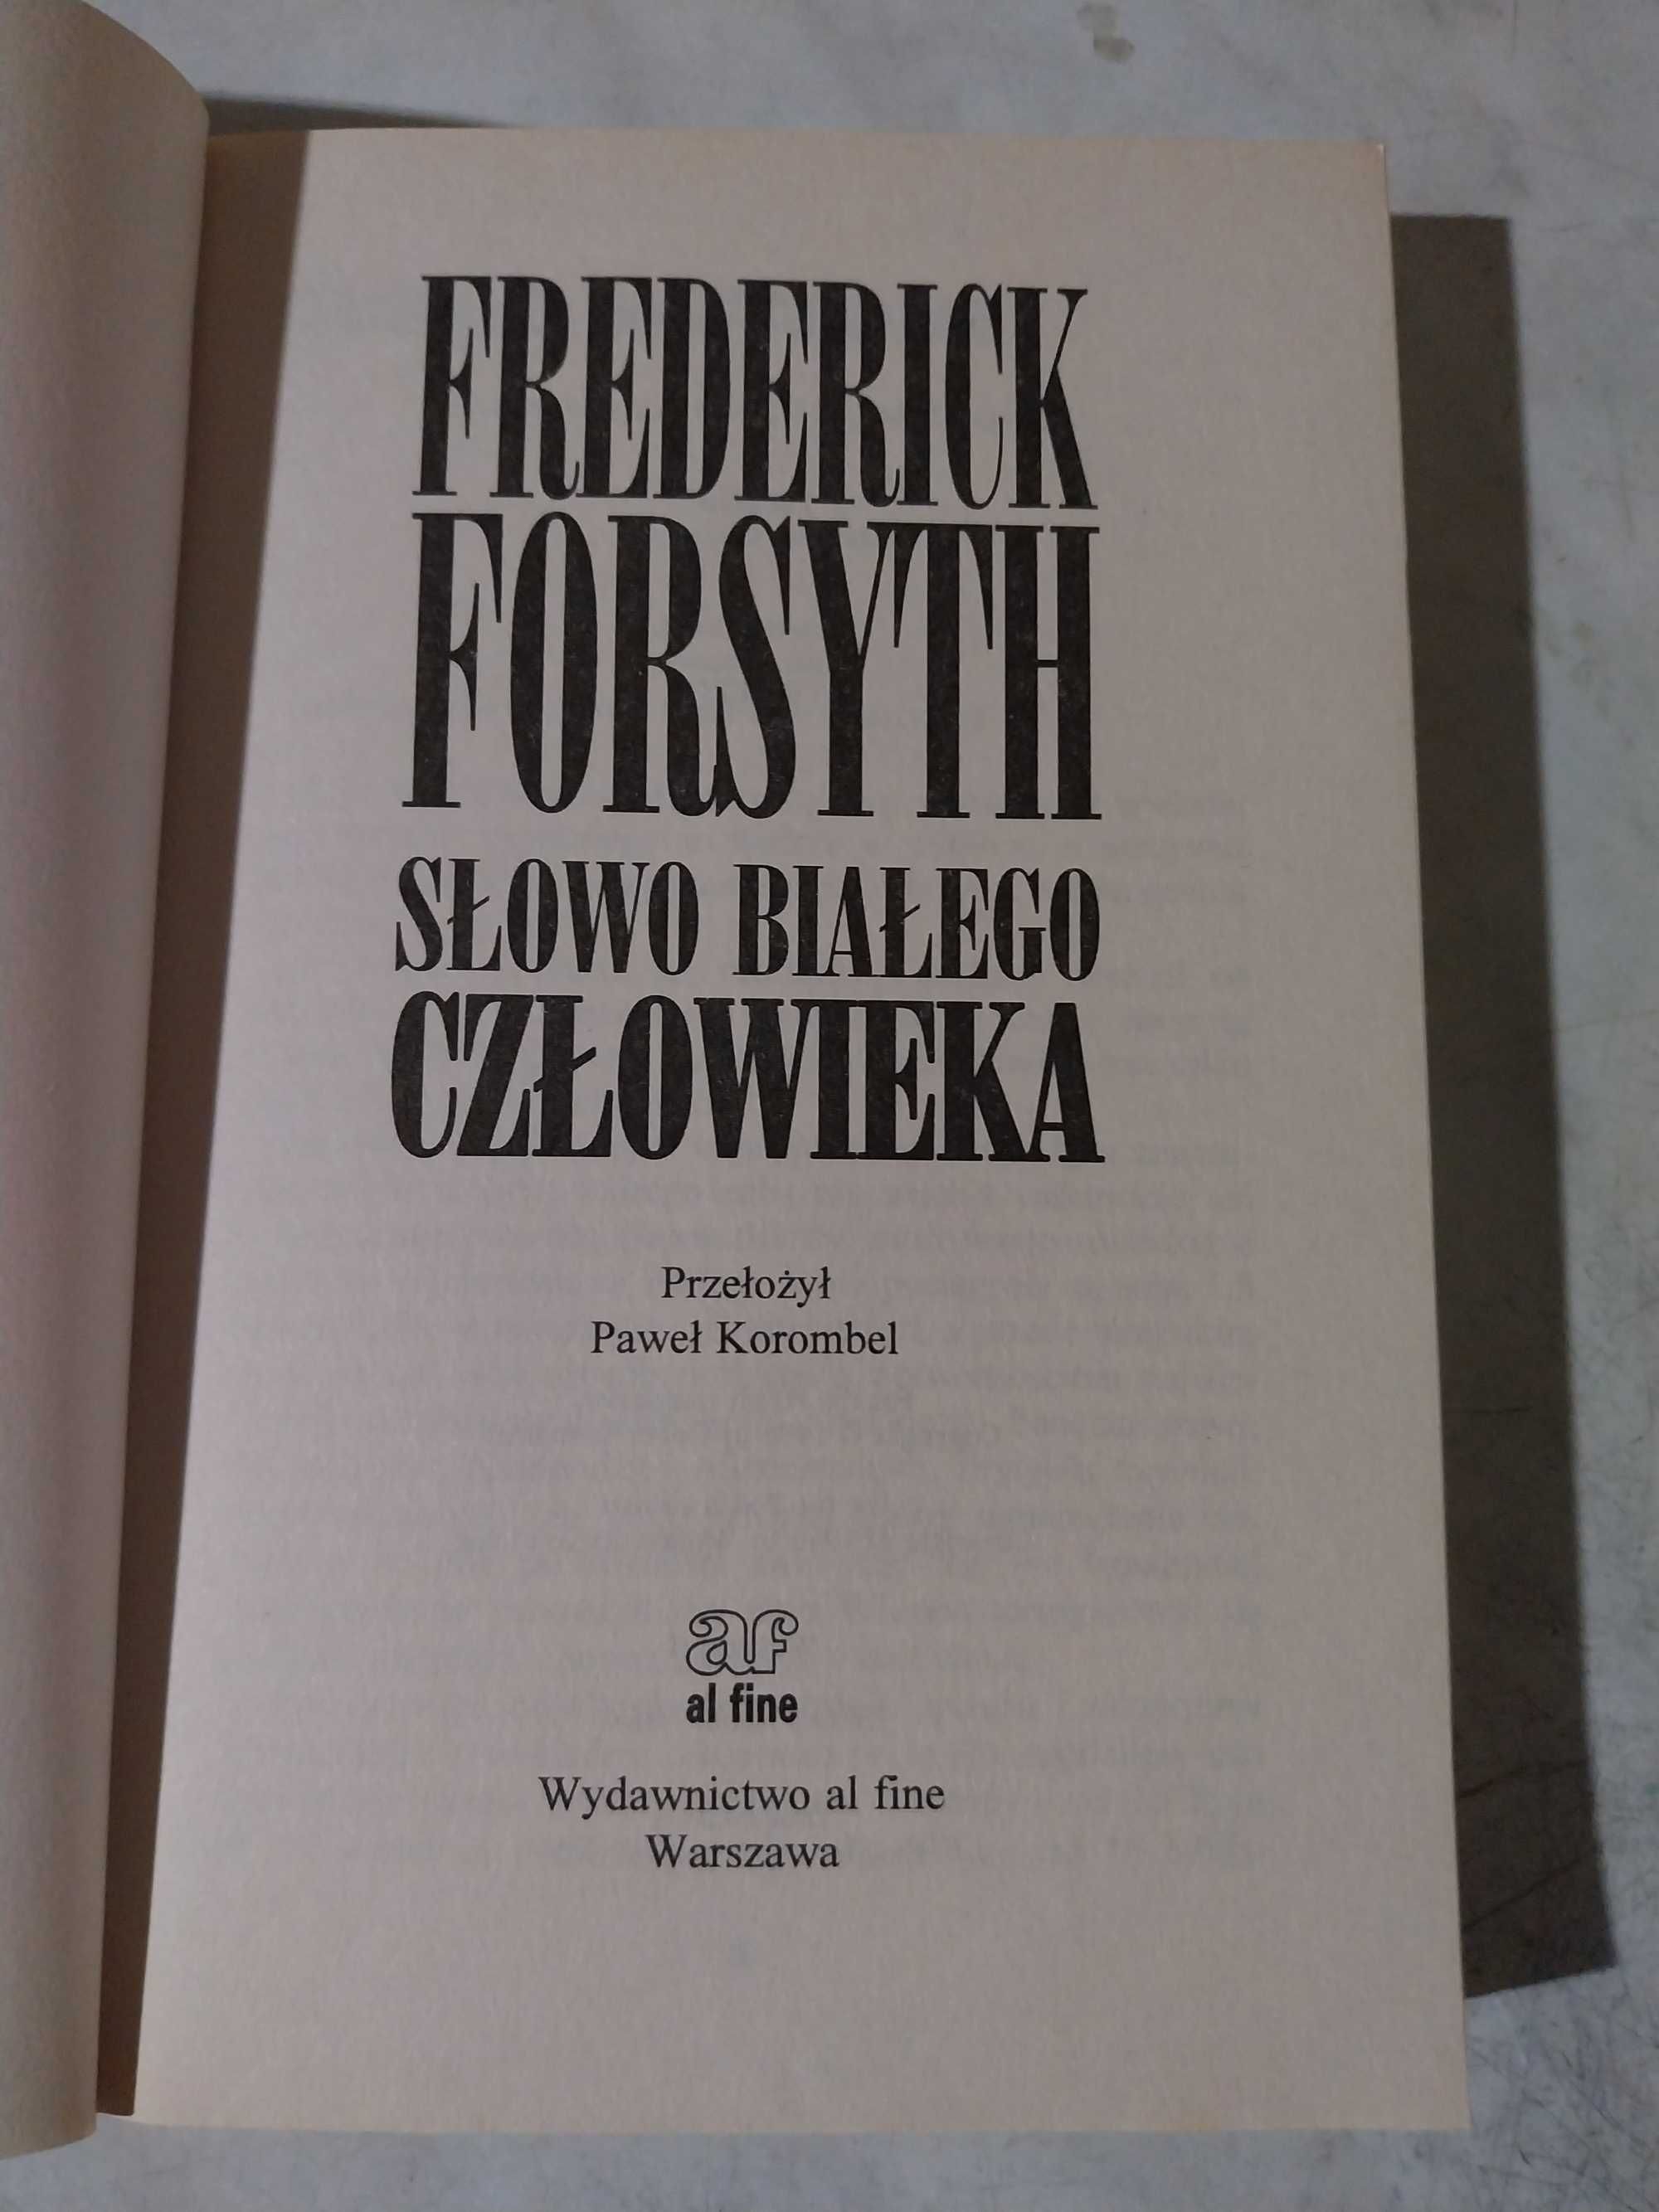 FREDERICK
FORSYTH
SŁOWO BIAŁEGO
CZŁOWIEKA
Przełożył
Paweł Korombel
af
al fine
Wydawnictwo al fine
Warszawa